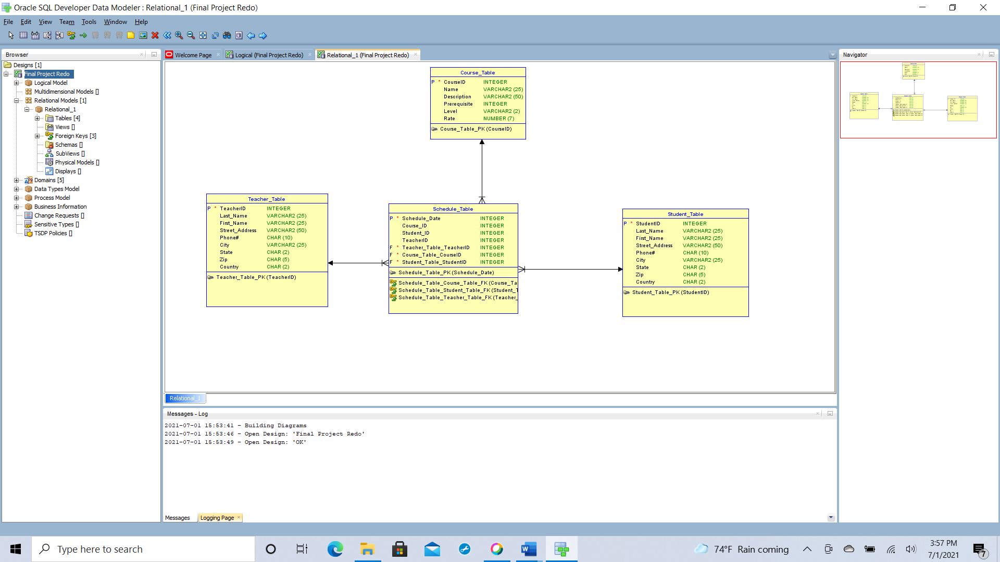 Oracle SQL Developer Data Modeler : Relational_1 (Final Project Redo)
File Edit View Team Tools Window Help
Browser
Designs [1]
Final Project Redo
Logical Model
Multidimensional Models []
Relational Models [1]
Relational_1
Tables [4]
Views []
Foreign Keys [3]
Schemas []
SubViews []
Physical Models []
Displays []
Domains [5]
Data Types Model
Process Model
Business Information
Change Requests []
Sensitive Types []
TSDP Policies []
Welcome Page
Logical (Final Project Redo)
Relational_1 (Final Project Redo)
Course_Table
P * CourseID INTEGER
Name VARCHAR2 (25)
Description VARCHAR2 (50)
Prerequisite INTEGER
Level VARCHAR2 (2)
Rate NUMBER (7)
Course_Table_PK (CourseID)
Teacher_Table
P * TeacherID INTEGER
Last_Name VARCHAR2 (25)
First_Name VARCHAR2 (25)
Street_Address VARCHAR2 (50)
Phone# CHAR (10)
City VARCHAR2 (25)
State CHAR (2)
Zip CHAR (5)
Country CHAR (2)
Teacher_Table_PK (TeacherID)
Schedule_Table
P * Schedule_Date INTEGER
Course_ID INTEGER
Student_ID INTEGER
TeacherID INTEGER
F * Teacher_Table_TeacherID INTEGER
F * Course_Table_CourseID INTEGER
F * Student_Table_StudentID INTEGER
Schedule_Table_PK (Schedule_Date)
Schedule_Table_Course_Table_FK (Course_Ta
Schedule_Table_Student_Table_FK (Student_T
Schedule_Table_Teacher_Table_FK (Teacher_
Student_Table
P * StudentID INTEGER
Last_Name VARCHAR2 (25)
First_Name VARCHAR2 (25)
Street_Address VARCHAR2 (50)
Phone# CHAR (10)
City VARCHAR2 (25)
State CHAR (2)
Zip CHAR (5)
Country CHAR (2)
Student_Table_PK (StudentID)
Relational_1
Messages - Log
2021-07-01 15:53:41 - Building Diagrams
2021-07-01 15:53:46 - Open Design: 'Final Project Redo'
2021-07-01 15:53:49 - Open Design: 'OK'
Messages
Logging Page
Navigator
Type here to search
74°F Rain coming
3:57 PM
7/1/2021
7